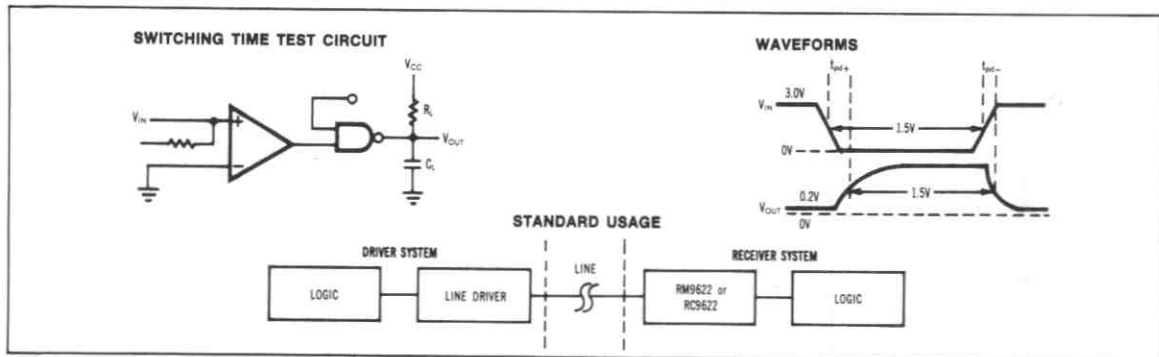 SWITCHING TIME TEST CIRCUIT
VCC
RL
VIN
VOUT
CL
WAVEFORMS
tpd+
tpd−
3.0V
VIN
1.5V
0V
0.2V
1.5V
VOUT
0V
STANDARD USAGE
DRIVER SYSTEM
LINE
RECEIVER SYSTEM
LOGIC
LINE DRIVER
RM9622 or
RC9622
LOGIC